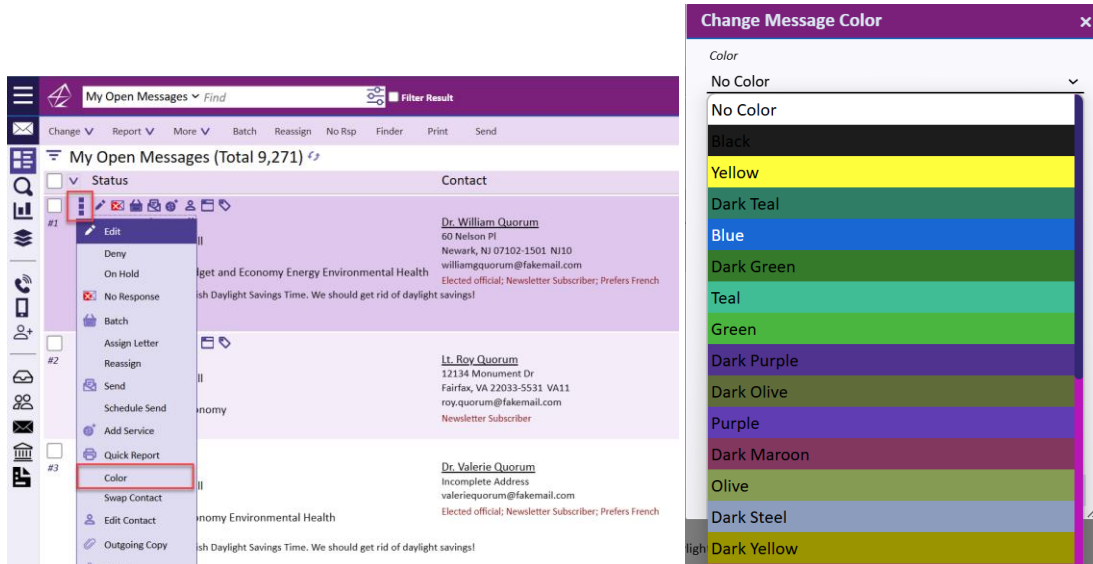 My Open Messages Find Filter Result
Change Report More Batch Reassign No Rsp Finder Print Send
My Open Messages (Total 9,271)
Status Contact
#1
Edit
Deny
On Hold
No Response
Batch
Assign Letter
Reassign
Send
Schedule Send
Add Service
Quick Report
Color
Swap Contact
Edit Contact
Outgoing Copy
ll
get and Economy Energy Environmental Health
ish Daylight Savings Time. We should get rid of daylight savings!
Dr. William Quorum
60 Nelson Pl
Newark, NJ 07102-1501 NJ10
williamgquorum@fakemail.com
Elected official; Newsletter Subscriber; Prefers French
#2
ll
onomy
Lt. Roy Quorum
12134 Monument Dr
Fairfax, VA 22033-5531 VA11
roy.quorum@fakemail.com
Newsletter Subscriber
#3
ll
onomy Environmental Health
ish Daylight Savings Time. We should get rid of daylight savings!
Dr. Valerie Quorum
Incomplete Address
valeriequorum@fakemail.com
Elected official; Newsletter Subscriber; Prefers French
Change Message Color ×
Color
No Color
No Color
Black
Yellow
Dark Teal
Blue
Dark Green
Teal
Green
Dark Purple
Dark Olive
Purple
Dark Maroon
Olive
Dark Steel
Dark Yellow